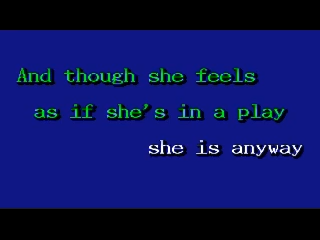 And though she feels
as if she's in a play
she is anyway